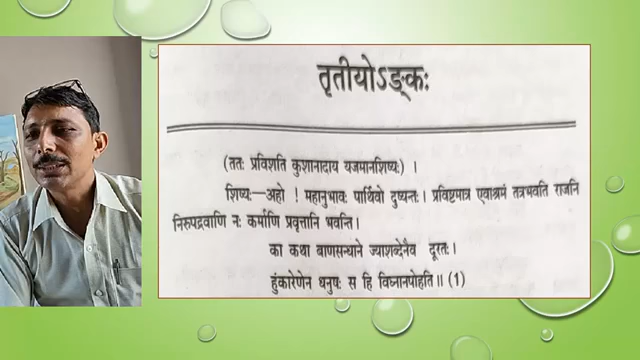 तृतीयोऽङ्कः
(ततः प्रविशति कुशानादाय यजमानशिष्यः) ।
शिष्यः—अहो ! महानुभावः पार्थिवो दुष्यन्तः। प्रविष्टमात्र एवाश्रमं तत्रभवति राजनि
निरुपद्रवाणि नः कर्माणि प्रवृत्तानि भवन्ति।
का कथा बाणसन्धाने ज्याशब्देनैव दूरतः।
हुंकारेणेन धनुषः स हि विघ्नानपोहति॥ (1)